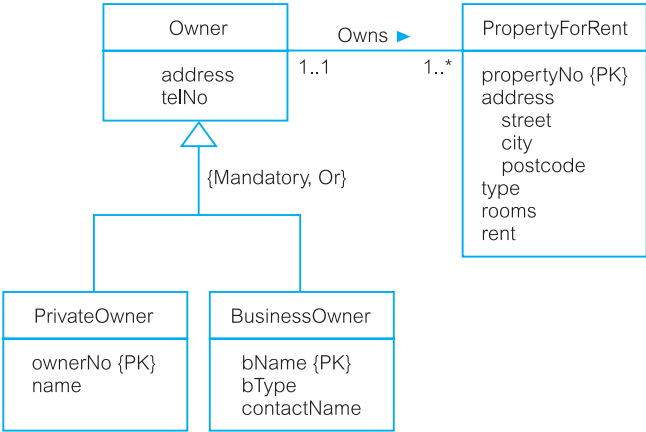 Owner
address
telNo
Owns ►
1..1
1..*
PropertyForRent
propertyNo {PK}
address
street
city
postcode
type
rooms
rent
{Mandatory, Or}
PrivateOwner
ownerNo {PK}
name
BusinessOwner
bName {PK}
bType
contactName